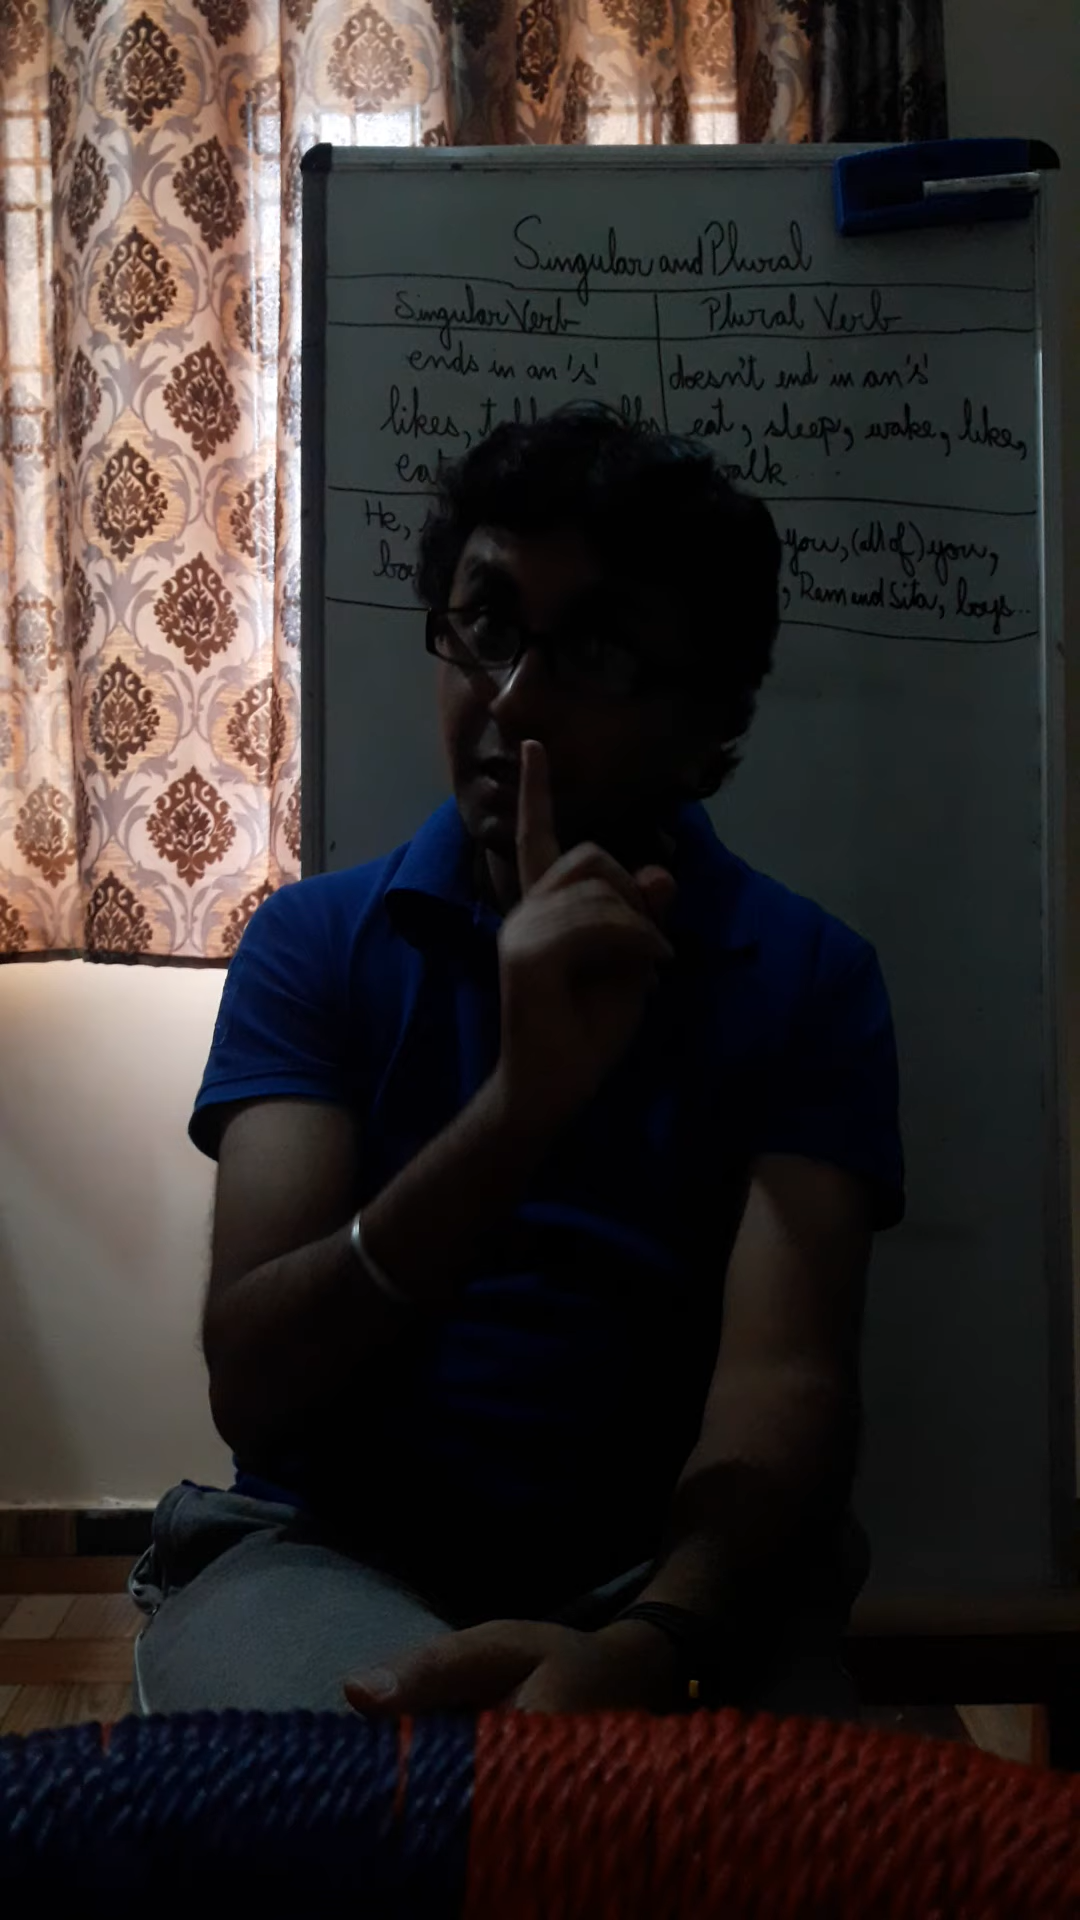 Singular and Plural
Singular Verb
Plural Verb
ends in an 's'
doesn't end in an 's'
likes,
eat, sleep, wake, like,
He,
you, (all of) you,
, Ram and Sita, boys...